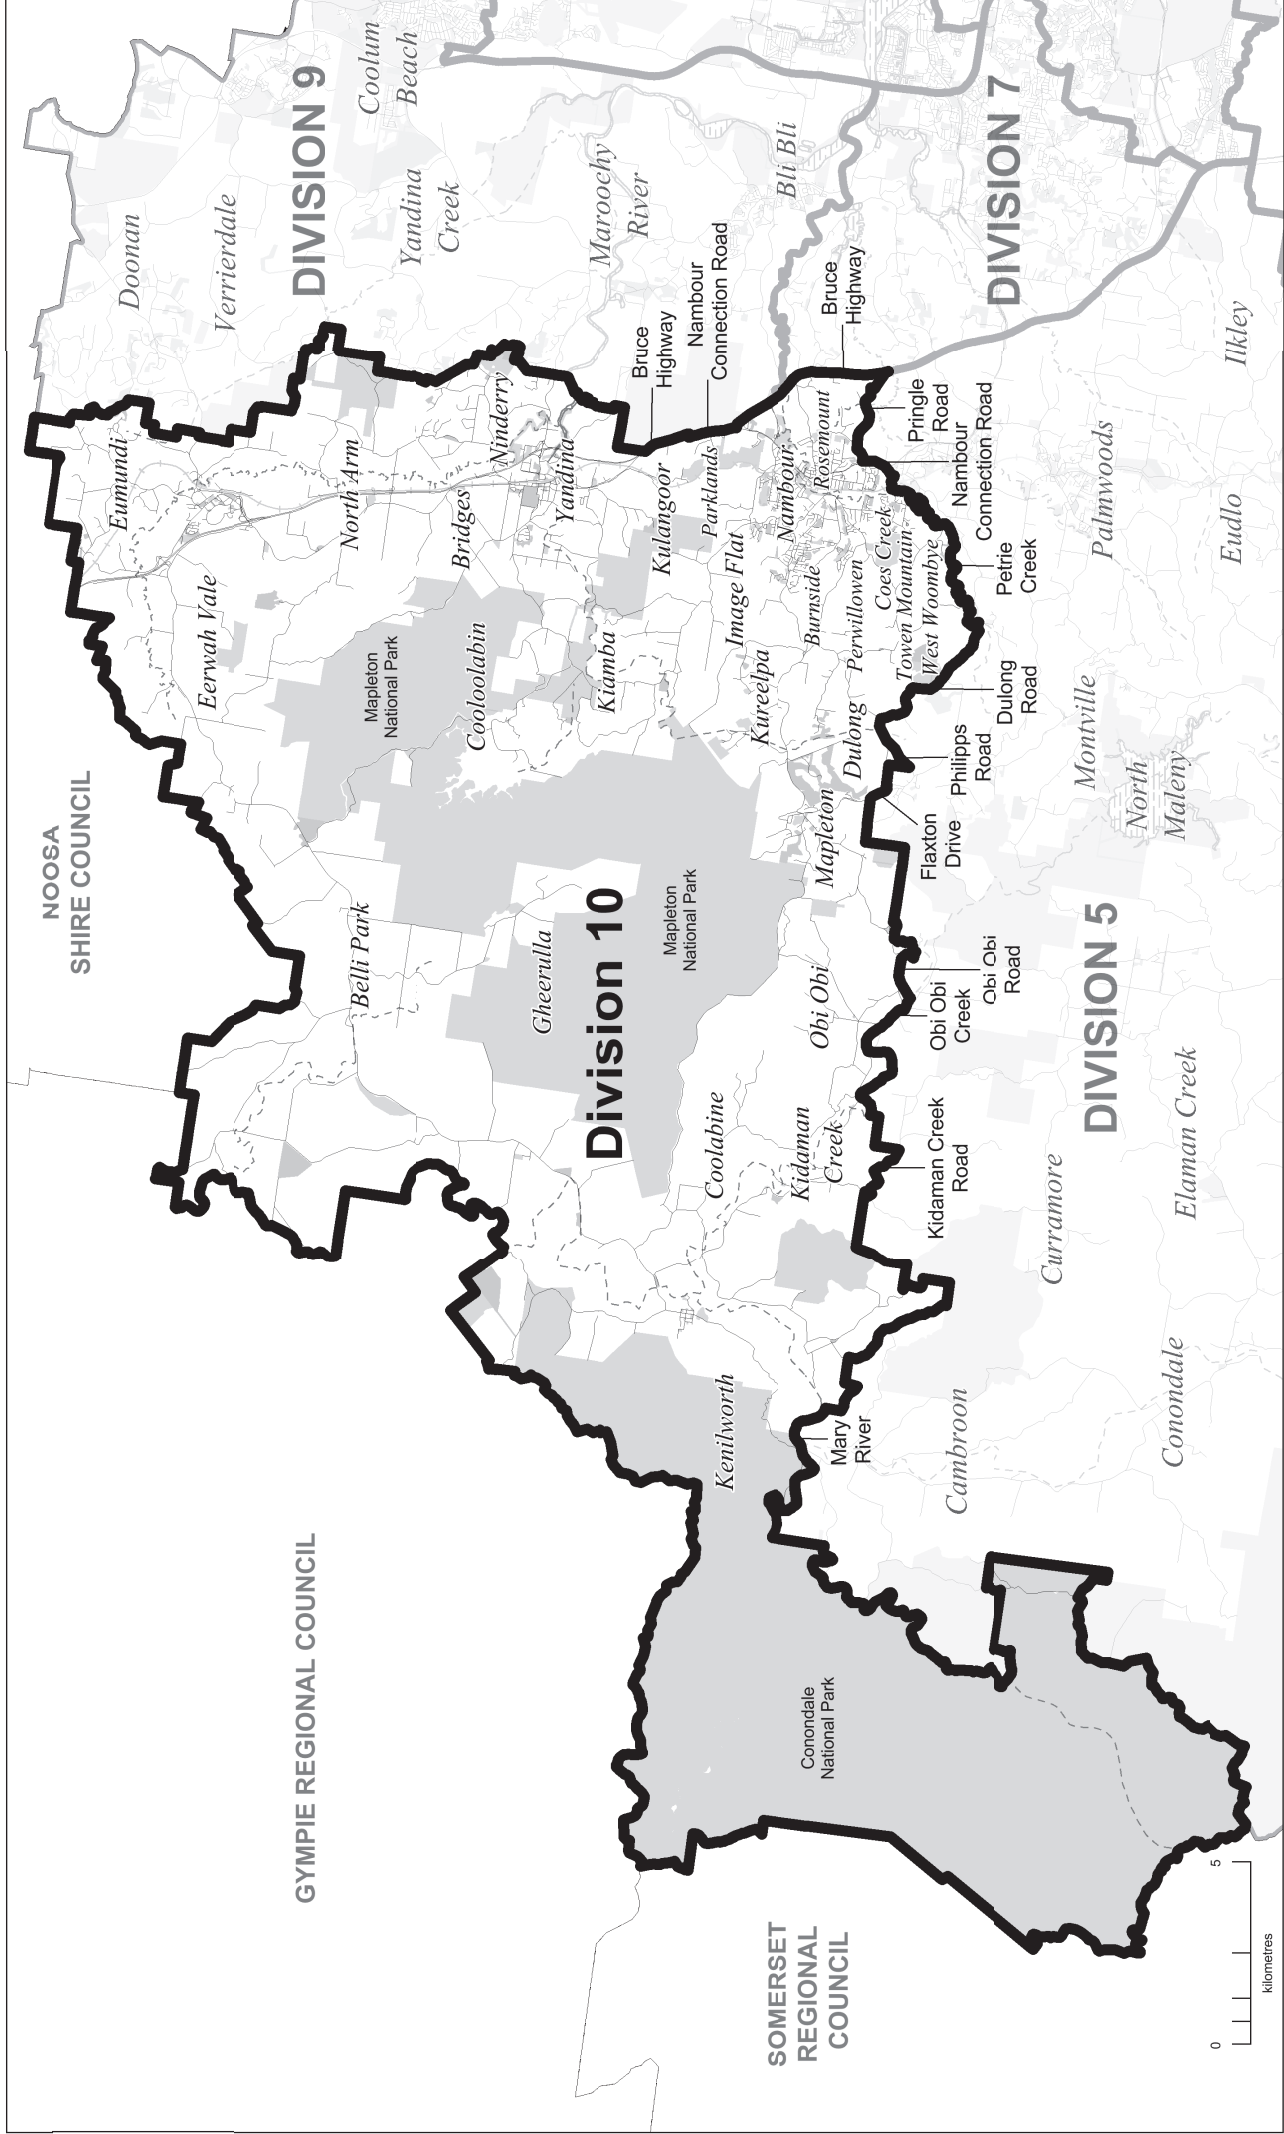 NOOSA
SHIRE COUNCIL
GYMPIE REGIONAL COUNCIL
SOMERSET
REGIONAL
COUNCIL
DIVISION 9
DIVISION 7
DIVISION 5
Division 10
Doonan
Verrierdale
Coolum
Beach
Yandina
Creek
Maroochy
River
Bli Bli
Eumundi
Eerwah Vale
North Arm
Bridges
Ninderry
Yandina
Belli Park
Mapleton
National Park
Cooloolabin
Kiamba
Kulangoor
Parklands
Image Flat
Nambour
Rosemount
Burnside
Kureelpa
Perwillowen
Coes Creek
Towen Mountain
West Woombye
Dulong
Mapleton
Gheerulla
Mapleton
National Park
Obi Obi
Coolabine
Kidaman
Creek
Kenilworth
Conondale
National Park
Bruce
Highway
Nambour
Connection Road
Bruce
Highway
Pringle
Road
Nambour
Connection Road
Petrie
Creek
Dulong
Road
Philipps
Road
Flaxton
Drive
Obi Obi
Road
Obi Obi
Creek
Kidaman Creek
Road
Mary
River
Ilkley
Palmwoods
Eudlo
Montville
North
Maleny
Elaman Creek
Curramore
Conondale
Cambroon
0
5
kilometres